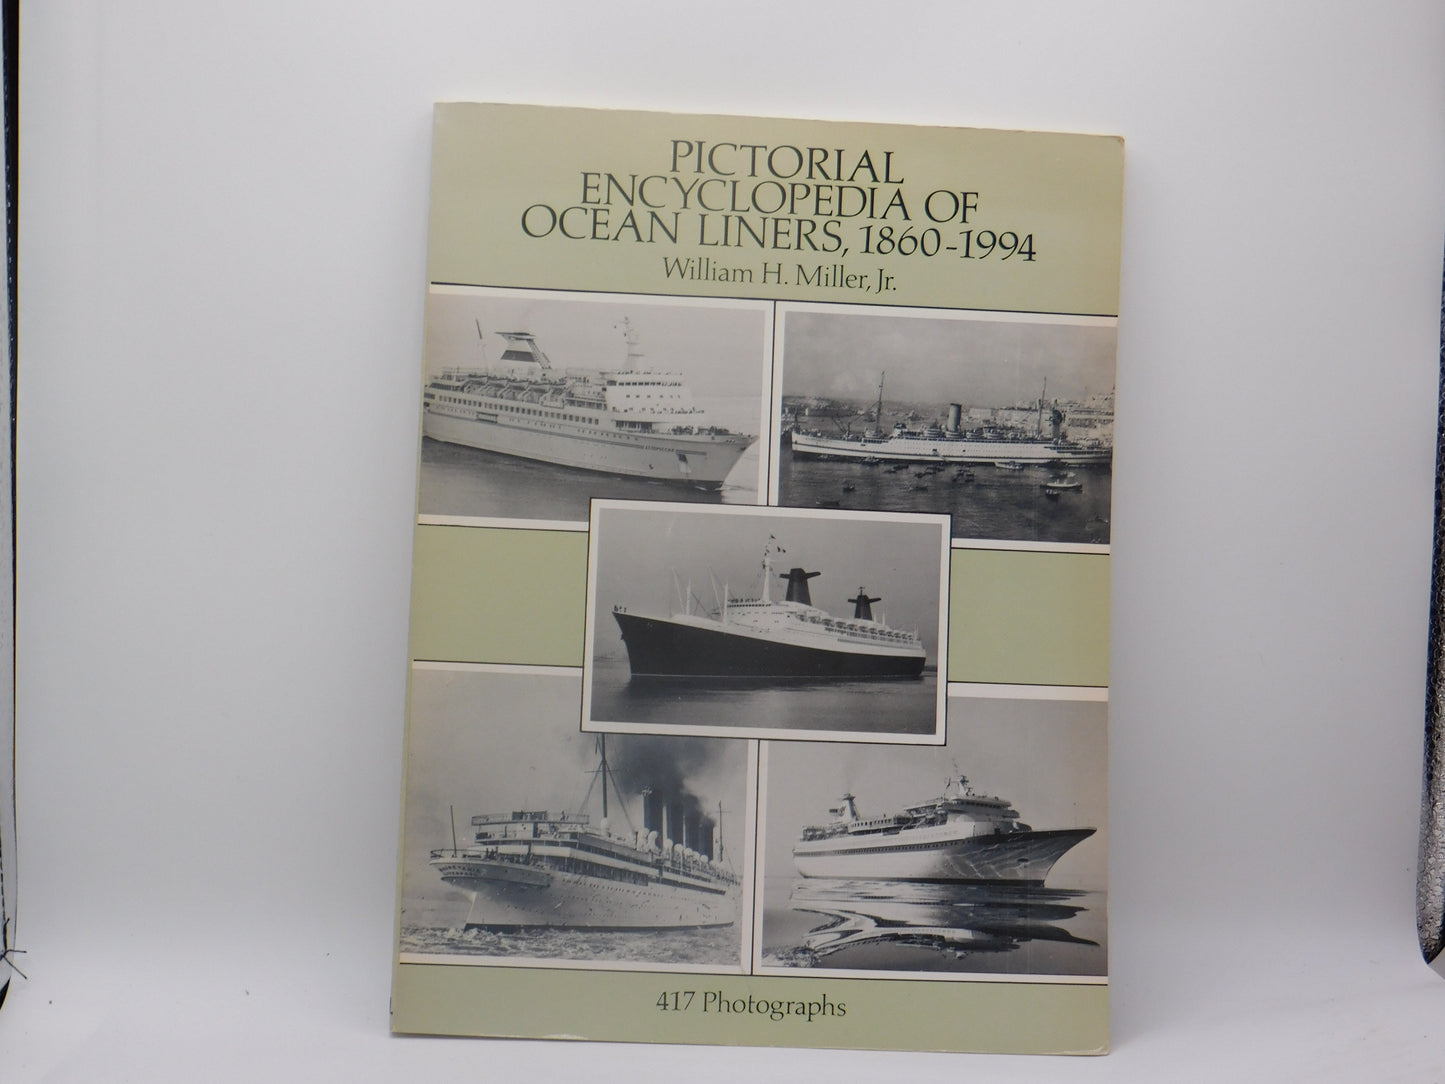 PICTORIAL
ENCYCLOPEDIA OF
OCEAN LINERS, 1860-1994
William H. Miller, Jr.
417 Photographs